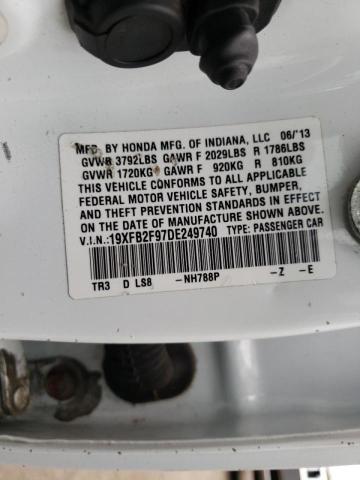 MFD. BY HONDA MFG. OF INDIANA, LLC 06/'13
GVWR 3792LBS GAWR F 2029LBS R 1786LBS
GVWR 1720KG GAWR F 920KG R 810KG
THIS VEHICLE CONFORMS TO ALL APPLICABLE
FEDERAL MOTOR VEHICLE SAFETY, BUMPER,
AND THEFT PREVENTION STANDARDS IN EFFECT
ON THE DATE OF MANUFACTURE SHOWN ABOVE.
V.I.N.: 19XFB2F97DE249740 TYPE: PASSENGER CAR
TR3 D LS8 -NH788P -Z -E